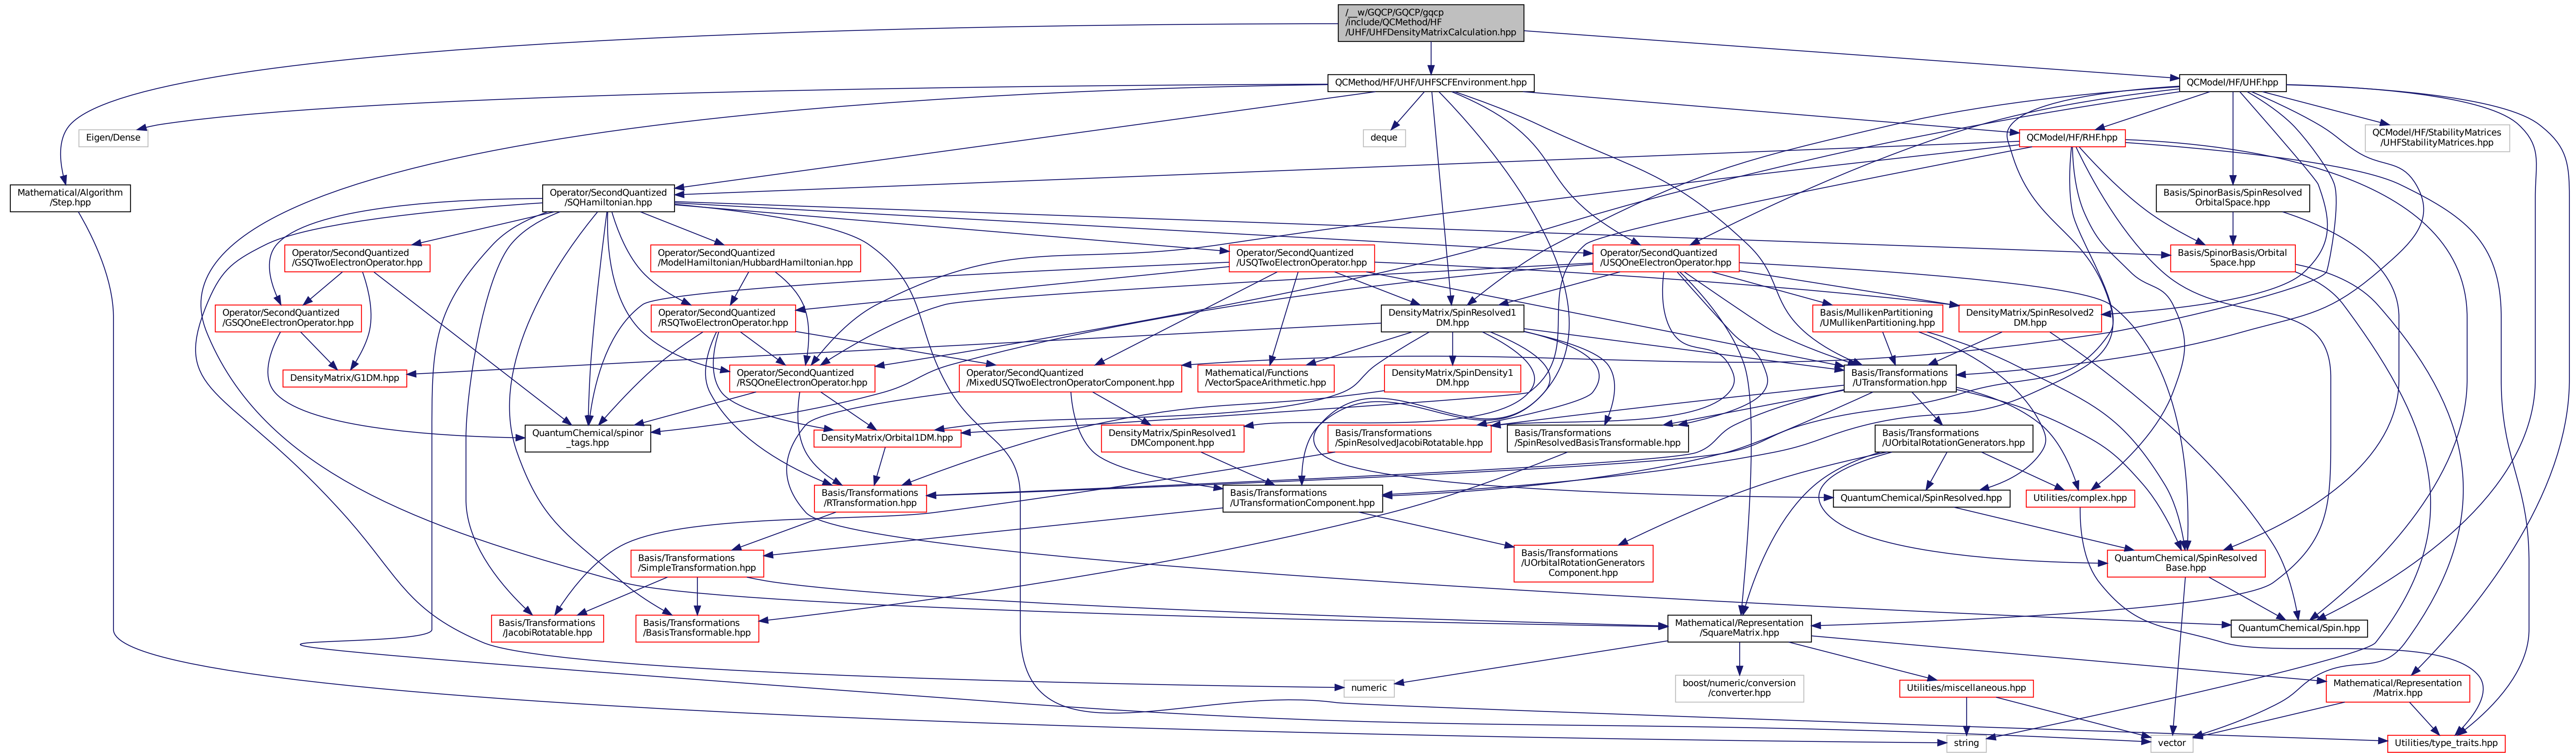 /__w/GQCP/GQCP/gqcp
/include/QCMethod/HF
/UHF/UHFDensityMatrixCalculation.hpp
QCMethod/HF/UHF/UHFSCFEnvironment.hpp
QCModel/HF/UHF.hpp
Eigen/Dense
deque
QCModel/HF/RHF.hpp
QCModel/HF/StabilityMatrices
/UHFStabilityMatrices.hpp
Mathematical/Algorithm
/Step.hpp
Operator/SecondQuantized
/SQHamiltonian.hpp
Basis/SpinorBasis/SpinResolved
OrbitalSpace.hpp
Operator/SecondQuantized
/GSQTwoElectronOperator.hpp
Operator/SecondQuantized
/ModelHamiltonian/HubbardHamiltonian.hpp
Operator/SecondQuantized
/USQTwoElectronOperator.hpp
Operator/SecondQuantized
/USQOneElectronOperator.hpp
Basis/SpinorBasis/Orbital
Space.hpp
Operator/SecondQuantized
/GSQOneElectronOperator.hpp
Operator/SecondQuantized
/RSQTwoElectronOperator.hpp
DensityMatrix/SpinResolved1
DM.hpp
Basis/MullikenPartitioning
/UMullikenPartitioning.hpp
DensityMatrix/SpinResolved2
DM.hpp
DensityMatrix/G1DM.hpp
Operator/SecondQuantized
/RSQOneElectronOperator.hpp
Operator/SecondQuantized
/MixedUSQTwoElectronOperatorComponent.hpp
Mathematical/Functions
/VectorSpaceArithmetic.hpp
DensityMatrix/SpinDensity1
DM.hpp
Basis/Transformations
/UTransformation.hpp
QuantumChemical/spinor
_tags.hpp
DensityMatrix/Orbital1DM.hpp
DensityMatrix/SpinResolved1
DMComponent.hpp
Basis/Transformations
/SpinResolvedJacobiRotatable.hpp
Basis/Transformations
/SpinResolvedBasisTransformable.hpp
Basis/Transformations
/UOrbitalRotationGenerators.hpp
Basis/Transformations
/RTransformation.hpp
Basis/Transformations
/UTransformationComponent.hpp
QuantumChemical/SpinResolved.hpp
Utilities/complex.hpp
Basis/Transformations
/SimpleTransformation.hpp
Basis/Transformations
/UOrbitalRotationGenerators
Component.hpp
QuantumChemical/SpinResolved
Base.hpp
Basis/Transformations
/JacobiRotatable.hpp
Basis/Transformations
/BasisTransformable.hpp
Mathematical/Representation
/SquareMatrix.hpp
QuantumChemical/Spin.hpp
numeric
boost/numeric/conversion
/converter.hpp
Utilities/miscellaneous.hpp
Mathematical/Representation
/Matrix.hpp
string
vector
Utilities/type_traits.hpp